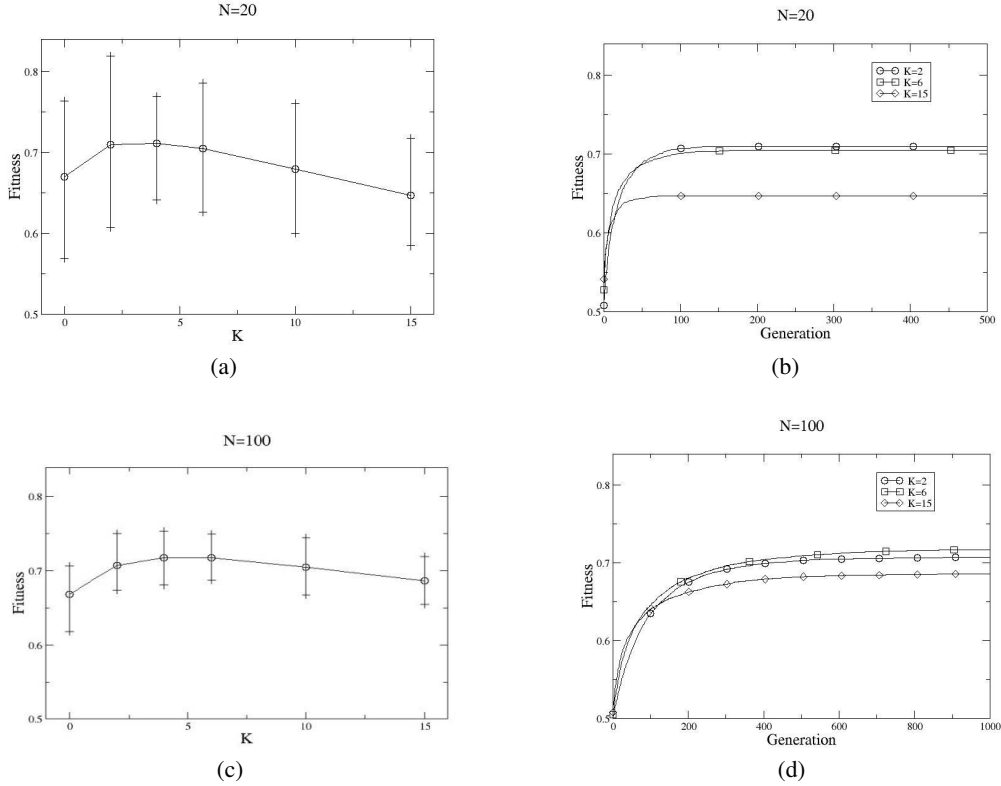 N=20
0.8
0.7
0.6
0.5
Fitness
0
5
10
15
K
(a)
N=20
0.8
0.7
0.6
0.5
Fitness
K=2
K=6
K=15
0
100
200
300
400
500
Generation
(b)
N=100
0.8
0.7
0.6
0.5
Fitness
0
5
10
15
K
(c)
N=100
0.8
0.7
0.6
0.5
Fitness
K=2
K=6
K=15
0
200
400
600
800
1000
Generation
(d)